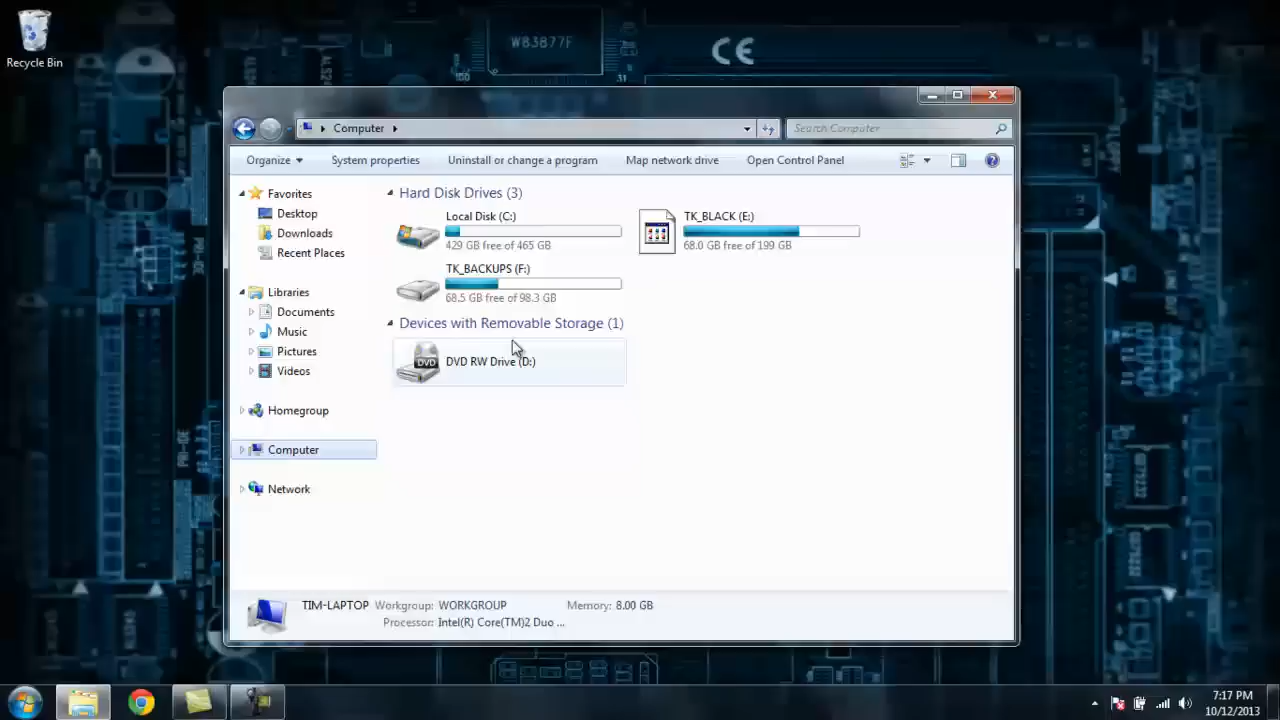 Recycle Bin
W83877F
CE
31
Computer
Search Computer
Organize
System properties
Uninstall or change a program
Map network drive
Open Control Panel
Favorites
Desktop
Downloads
Recent Places
Libraries
Documents
Music
Pictures
Videos
Homegroup
Computer
Network
Hard Disk Drives (3)
Local Disk (C:)
429 GB free of 465 GB
TK_BLACK (E:)
68.0 GB free of 199 GB
TK_BACKUPS (F:)
68.5 GB free of 98.3 GB
Devices with Removable Storage (1)
DVD
DVD RW Drive (D:)
TIM-LAPTOP
Workgroup: WORKGROUP
Memory: 8.00 GB
Processor: Intel(R) Core(TM)2 Duo ...
7:17 PM
10/12/2013